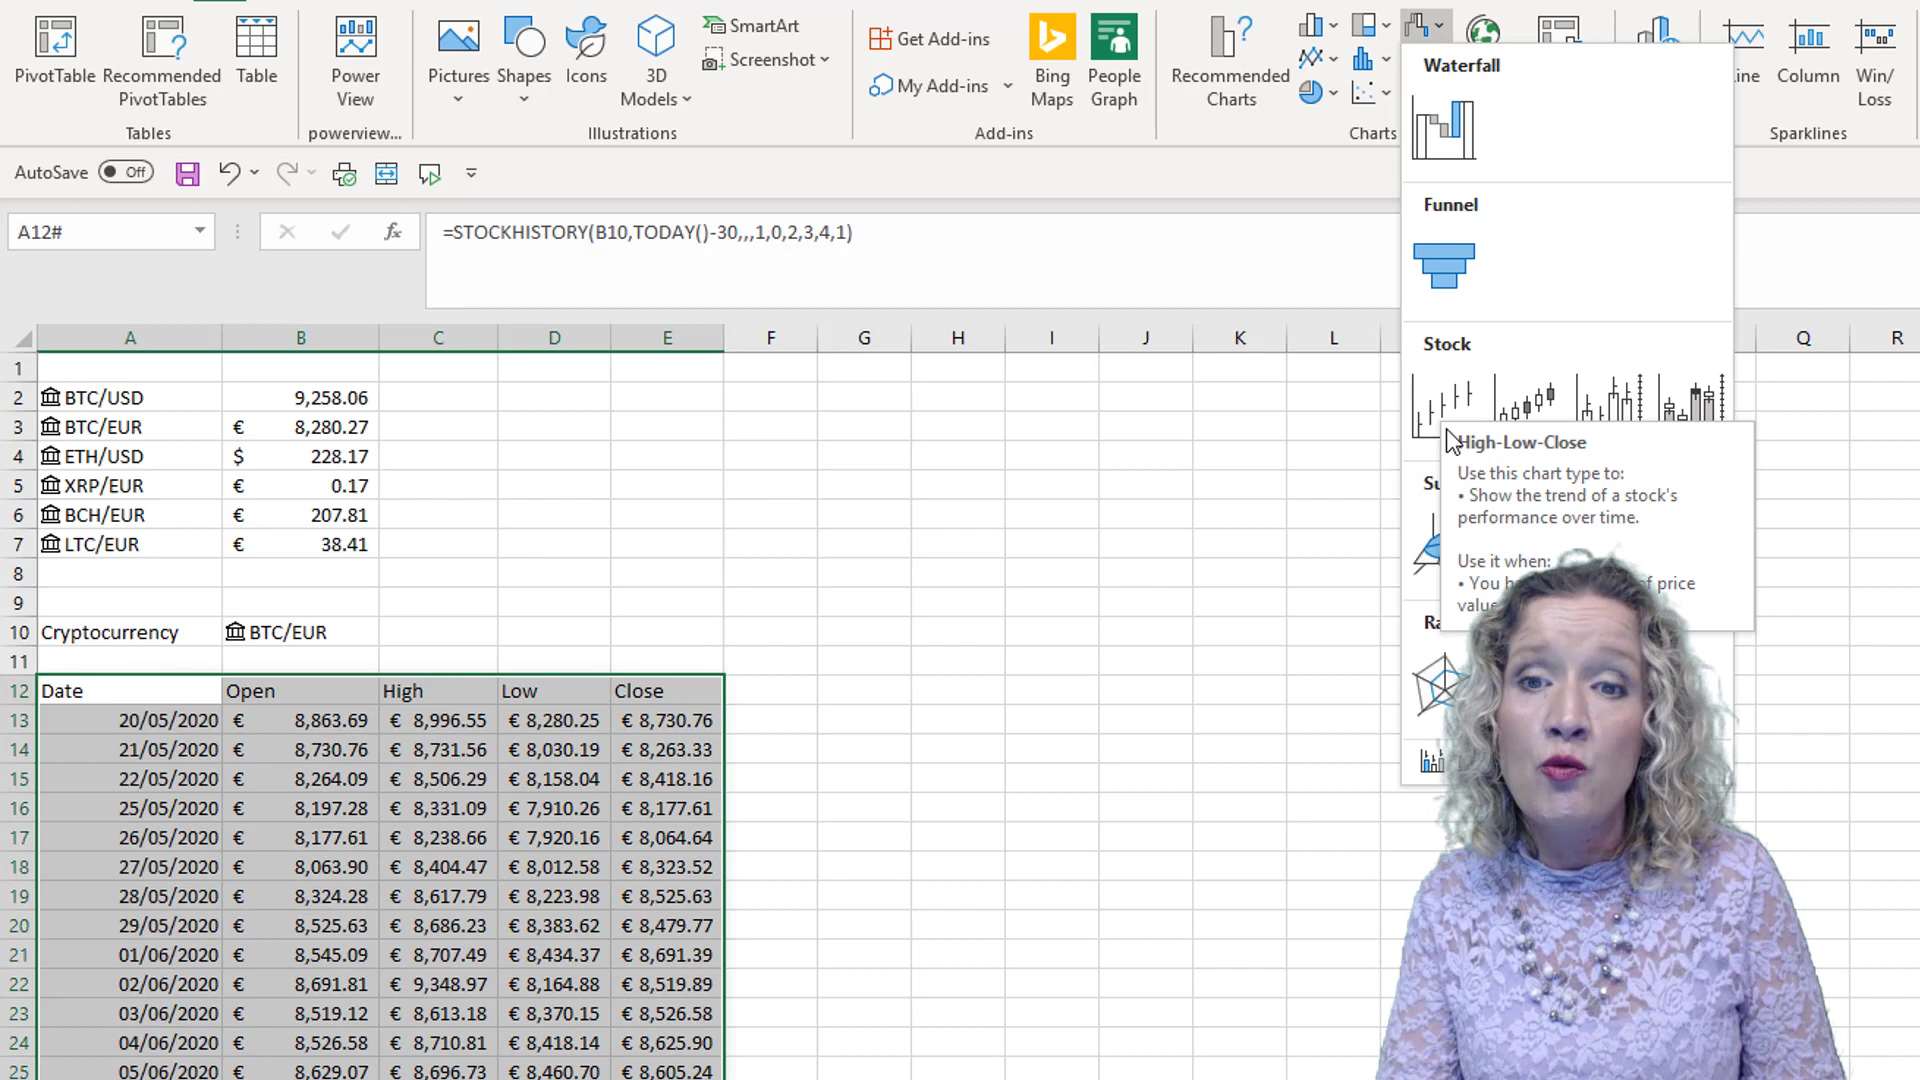 PivotTable
Recommended
PivotTables
Table
Tables
Power
View
powerview...
Pictures
Shapes
Icons
3D
Models
SmartArt
Screenshot
Illustrations
Get Add-ins
My Add-ins
Bing
Maps
People
Graph
Add-ins
Recommended
Charts
Charts
Column
Win/
Loss
Sparklines
AutoSave Off
A12#
=STOCKHISTORY(B10,TODAY()-30,,,1,0,2,3,4,1)
Waterfall
Funnel
Stock
High-Low-Close
Use this chart type to:
• Show the trend of a stock's
performance over time.
Use it when:
• You price
A B C D E F G H I J K L Q R
1
2 BTC/USD 9,258.06
3 BTC/EUR € 8,280.27
4 ETH/USD $ 228.17
5 XRP/EUR € 0.17
6 BCH/EUR € 207.81
7 LTC/EUR € 38.41
8
9
10 Cryptocurrency BTC/EUR
11
12 Date Open High Low Close
13 20/05/2020 € 8,863.69 € 8,996.55 € 8,280.25 € 8,730.76
14 21/05/2020 € 8,730.76 € 8,731.56 € 8,030.19 € 8,263.33
15 22/05/2020 € 8,264.09 € 8,506.29 € 8,158.04 € 8,418.16
16 25/05/2020 € 8,197.28 € 8,331.09 € 7,910.26 € 8,177.61
17 26/05/2020 € 8,177.61 € 8,238.66 € 7,920.16 € 8,064.64
18 27/05/2020 € 8,063.90 € 8,404.47 € 8,012.58 € 8,323.52
19 28/05/2020 € 8,324.28 € 8,617.79 € 8,223.98 € 8,525.63
20 29/05/2020 € 8,525.63 € 8,686.23 € 8,383.62 € 8,479.77
21 01/06/2020 € 8,545.09 € 8,707.49 € 8,434.37 € 8,691.39
22 02/06/2020 € 8,691.81 € 9,348.97 € 8,164.88 € 8,519.89
23 03/06/2020 € 8,519.12 € 8,613.18 € 8,370.15 € 8,526.58
24 04/06/2020 € 8,526.58 € 8,710.81 € 8,418.14 € 8,625.90
25 05/06/2020 € 8,629.07 € 8,696.73 € 8,460.70 € 8,605.24